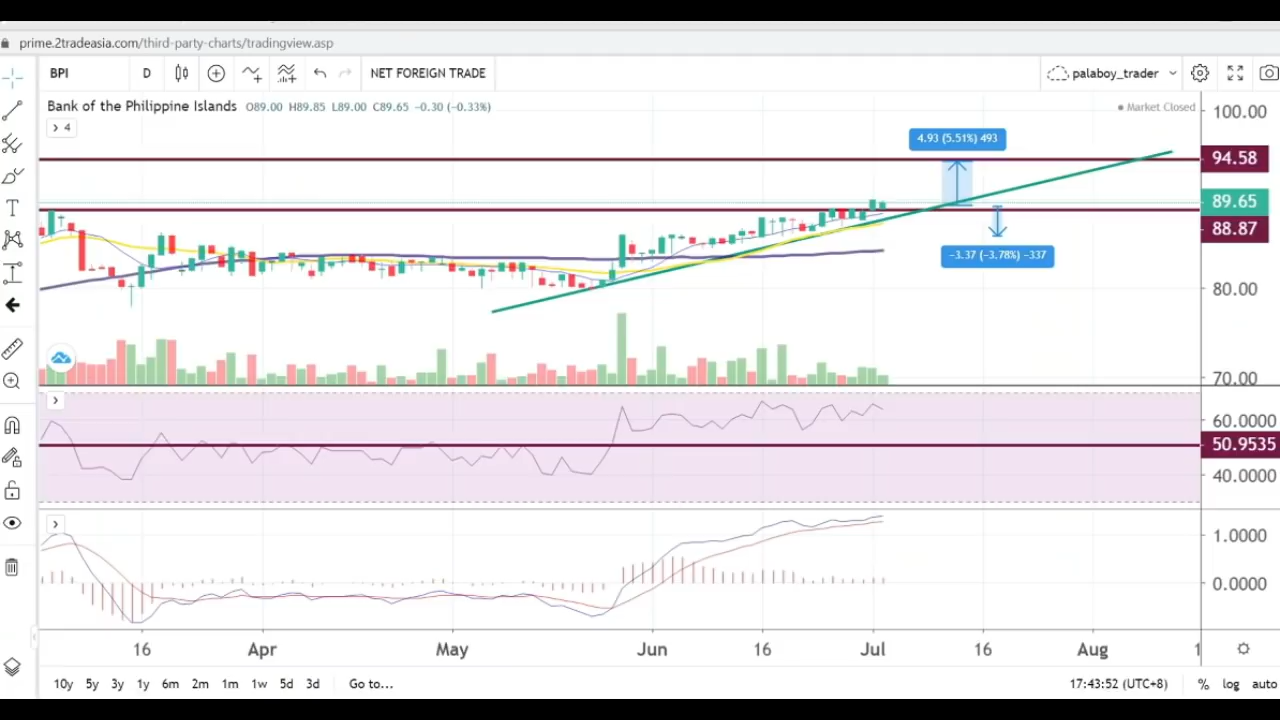 prime.2tradeasia.com/third-party-charts/tradingview.asp
BPI D NET FOREIGN TRADE palaboy_trader
Bank of the Philippine Islands O89.00 H89.85 L89.00 C89.65 -0.30 (-0.33%) Market Closed
4
100.00
4.93 (5.51%) 493
94.58
89.65
88.87
-3.37 (-3.78%) -337
80.00
70.00
60.0000
50.9535
40.0000
1.0000
0.0000
16 Apr May Jun 16 Jul 16 Aug 1
10y 5y 3y 1y 6m 2m 1m 1w 5d 3d Go to... 17:43:52 (UTC+8) % log auto